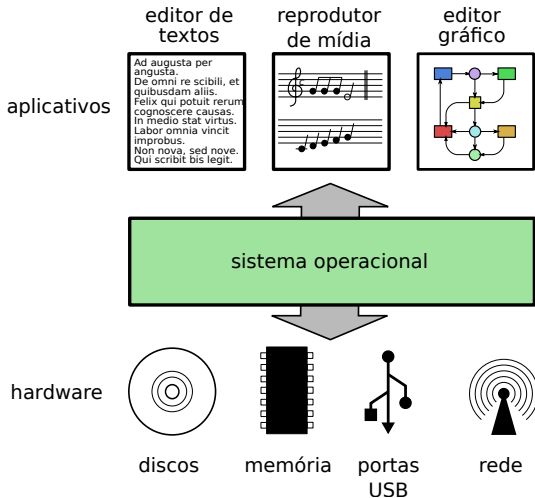 editor de
textos
reprodutor
de mídia
editor
gráfico
aplicativos
Ad augusta per
angusta.
De omni re scibili, et
quibusdam aliis.
Felix qui potuit rerum
cognoscere causas.
In medio stat virtus.
Labor omnia vincit
improbus.
Non nova, sed nove.
Qui scribit bis legit.
sistema operacional
hardware
discos
memória
portas
USB
rede